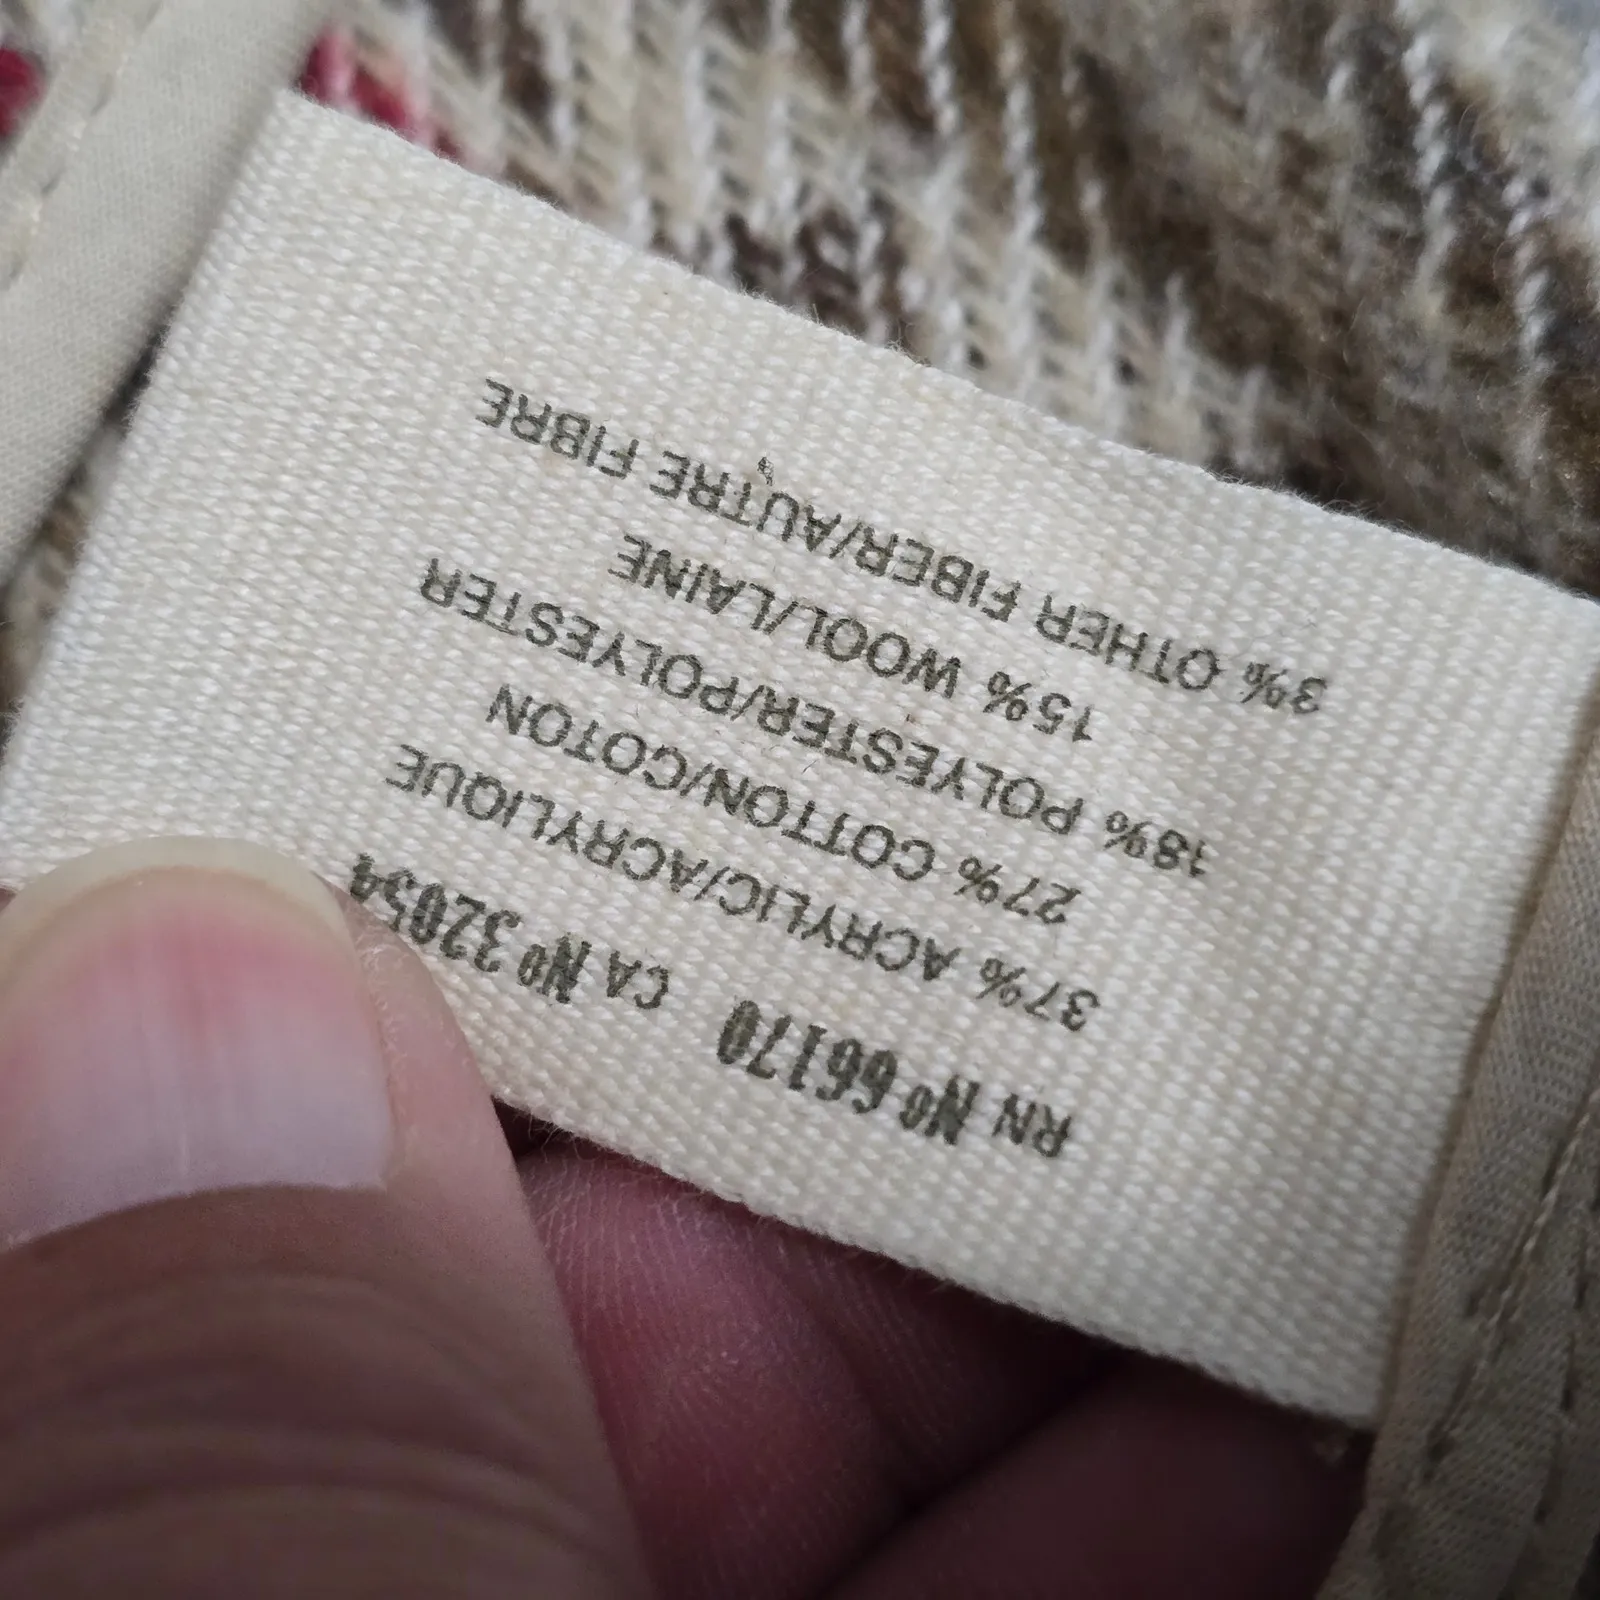 RN Nº 66170 CA Nº 32054
37% ACRYLIC/ACRYLIQUE
27% COTTON/COTON
18% POLYESTER/POLYESTER
15% WOOL/LAINE
3% OTHER FIBER/AUTRE FIBRE